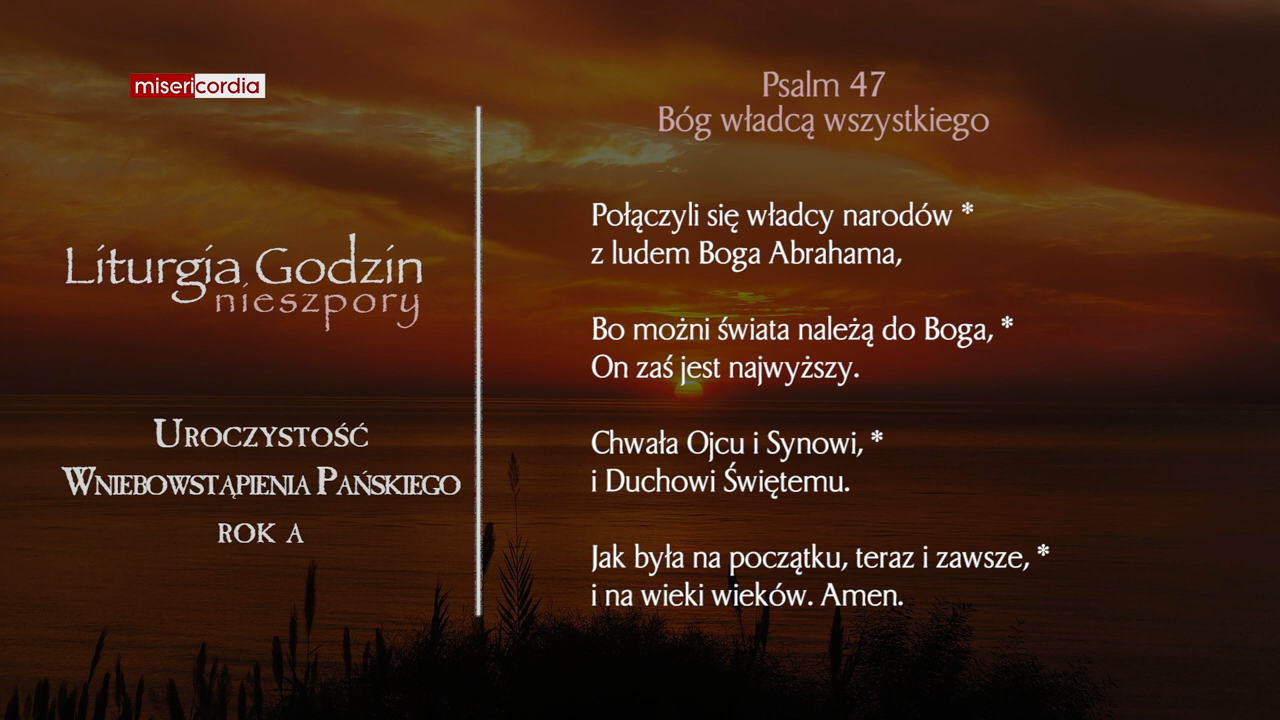 misericordia
Liturgia Godzin
nieszpory
Uroczystość
Wniebowstąpienia Pańskiego
rok A
Psalm 47
Bóg władcą wszystkiego
Połączyli się władcy narodów *
z ludem Boga Abrahama,
Bo możni świata należą do Boga, *
On zaś jest najwyższy.
Chwała Ojcu i Synowi, *
i Duchowi Świętemu.
Jak była na początku, teraz i zawsze, *
i na wieki wieków. Amen.